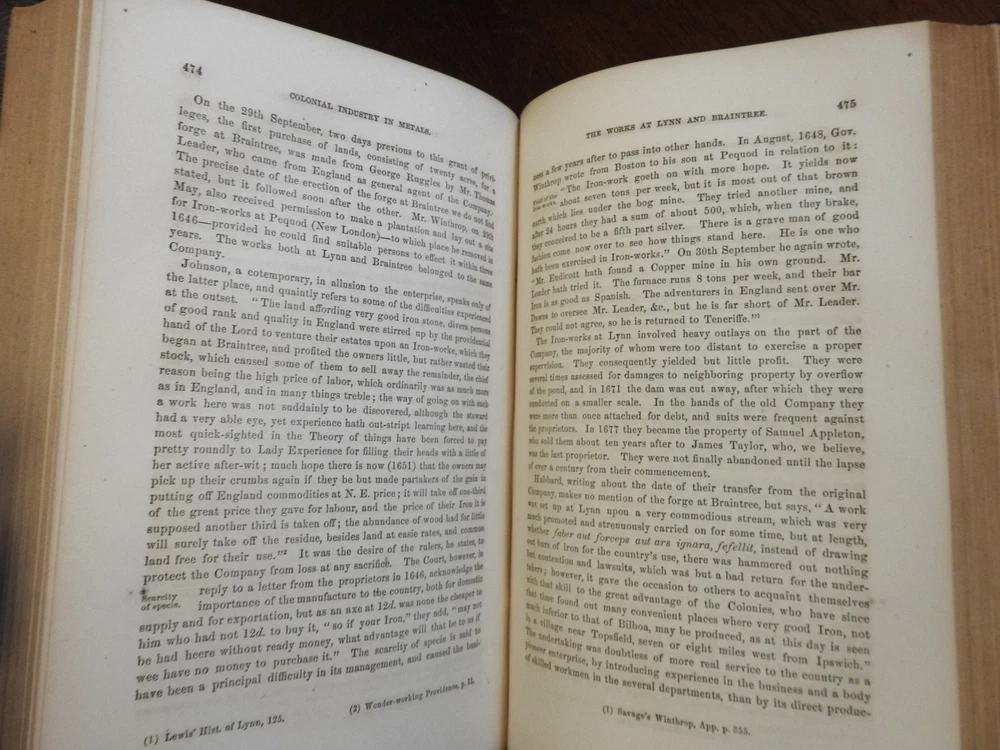 474
COLONIAL INDUSTRY IN METALS.
On the 29th September, two days previous to this grant of privi-
leges, the first purchase of lands, consisting of twenty acres, for a
forge at Braintree, was made from George Ruggles by Mr. Thomas
Leader, who came from England as general agent of the Company.
The precise date of the erection of the forge at Braintree we do not find
stated, but it followed soon after the other. Mr. Winthrop, on 29th
May, also received permission to make a plantation and lay out a site
for Iron-works at Pequod (New London)—to which place he removed in
1646—provided he could find suitable persons to effect it within three
years. The works both at Lynn and Braintree belonged to the same
Company.
Johnson, a cotemporary, in allusion to the enterprise, speaks only of
the latter place, and quaintly refers to some of the difficulties experienced
at the outset. "The land affording very good iron stone, divers persons
of good rank and quality in England were stirred up by the providential
hand of the Lord to venture their estates upon an Iron-worke, which they
began at Braintree, and profited the owners little, but rather wasted their
stock, which caused some of them to sell away the remainder, the chief
reason being the high price of labor, which ordinarily was as much more
as in England, and in many things treble; the way of going on with such
a work here was not suddainly to be discovered, although the steward
had a very able eye, yet experience hath out-stript learning here, and the
most quick-sighted in the Theory of things have been forced to pay
pretty roundly to Lady Experience for filling their heads with a little of
her active after-wit; much hope there is now (1651) that the owners may
pick up their crumbs again if they be but made partakers of the gain in
putting off England commodities at N. E. price; it will take off one-third
of the great price they gave for labour, and the price of their Iron it is
supposed another third is taken off; the abundance of wood had for little
will surely take off the residue, besides land at easie rates, and common
land free for their use."² It was the desire of the rulers, he states, to
protect the Company from loss at any sacrifice. The Court, however, in
Scarcity
of specie.
reply to a letter from the proprietors in 1646, acknowledge the
importance of the manufacture to the country, both for domestic
supply and for exportation, but as an axe at 12d. was none the cheaper to
him who had not 12d. to buy it, "so if your Iron," they add, "may not
be had heere without ready money, what advantage will that be to us if
wee have no money to purchase it." The scarcity of specie is said to
have been a principal difficulty in its management, and caused the busi-
(1) Lewis' Hist. of Lynn, 125.
(2) Wonder-working Providence, p.
THE WORKS AT LYNN AND BRAINTREE.
475
ness a few years after to pass into other hands. In August, 1648, Gov.
Winthrop wrote from Boston to his son at Pequod in relation to it:
Yield of the
Iron-works.
"The Iron-work goeth on with more hope. It yields now
about seven tons per week, but it is most out of that brown
earth which lies under the bog mine. They tried another mine, and
after 24 hours they had a sum of about 500, which, when they brake,
they conceived to be a fifth part silver. There is a grave man of good
fashion come now over to see how things stand here. He is one who
hath been exercised in Iron-works." On 30th September he again wrote,
"Mr. Endicott hath found a Copper mine in his own ground. Mr.
Leader hath tried it. The furnace runs 8 tons per week, and their bar
Iron is as good as Spanish. The adventurers in England sent over Mr.
Dawes to oversee Mr. Leader, &c., but he is far short of Mr. Leader.
They could not agree, so he is returned to Teneriffe."¹
The Iron-works at Lynn involved heavy outlays on the part of the
Company, the majority of whom were too distant to exercise a proper
supervision. They consequently yielded but little profit. They were
several times assessed for damages to neighboring property by overflow
of the pond, and in 1671 the dam was cut away, after which they were
conducted on a smaller scale. In the hands of the old Company they
were more than once attached for debt, and suits were frequent against
the proprietors. In 1677 they became the property of Samuel Appleton,
who sold them about ten years after to James Taylor, who, we believe,
was the last proprietor. They were not finally abandoned until the lapse
of over a century from their commencement.
Hubbard, writing about the date of their transfer from the original
Company, makes no mention of the forge at Braintree, but says, "A work
was set up at Lynn upon a very commodious stream, which was very
much promoted and strenuously carried on for some time, but at length,
whether faber aut forceps aut ars ignara, fefellit, instead of drawing
out bars of iron for the country's use, there was hammered out nothing
but contention and lawsuits, which was but a bad return for the under-
takers; however, it gave the occasion to others to acquaint themselves
with that skill to the great advantage of the Colonies, who have since
that time found out many convenient places where very good Iron, not
much inferior to that of Bilboa, may be produced, as at this day is seen
in a village near Topsfield, seven or eight miles west from Ipswich."
The undertaking was doubtless of more real service to the country as a
pioneer enterprise, by introducing experience in the business and a body
of skilled workmen in the several departments, than by its direct produc-
(1) Savage's Winthrop, App. p. 355.